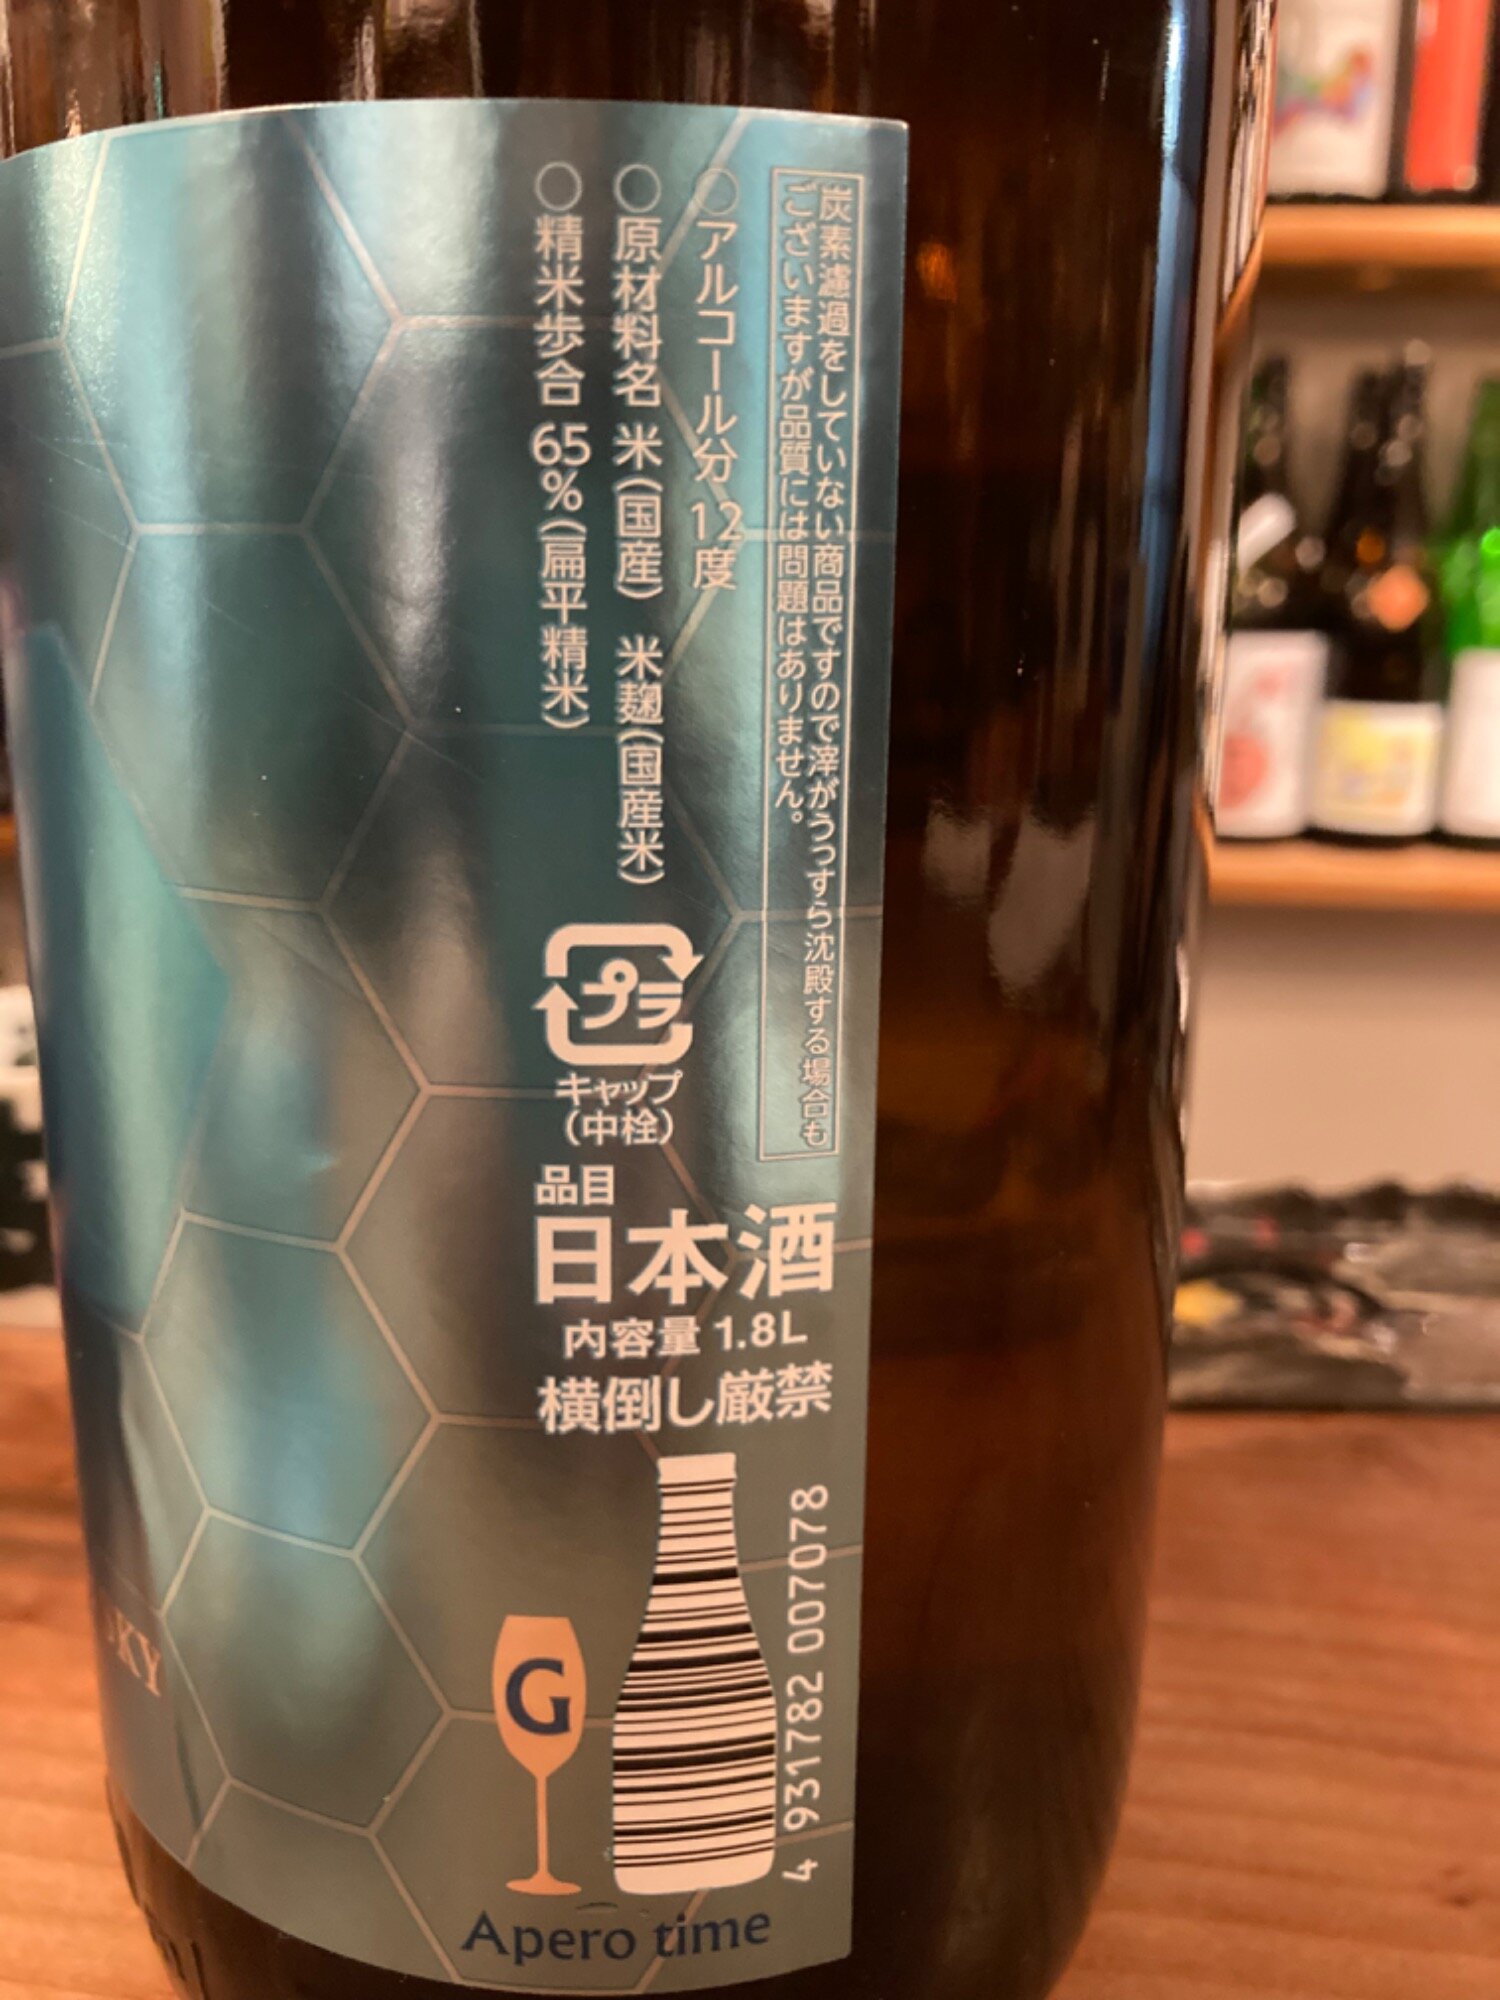 炭素濾過をしていない商品ですので滓がうっすら沈殿する場合も
ございますが品質には問題はありません。
○アルコール分 12度
○原材料名 米(国産) 米麹(国産米)
○精米歩合 65%(扁平精米)
プラ
キャップ
(中栓)
品目
日本酒
内容量 1.8L
横倒し厳禁
KY
G
4 931782 007078
Apero time